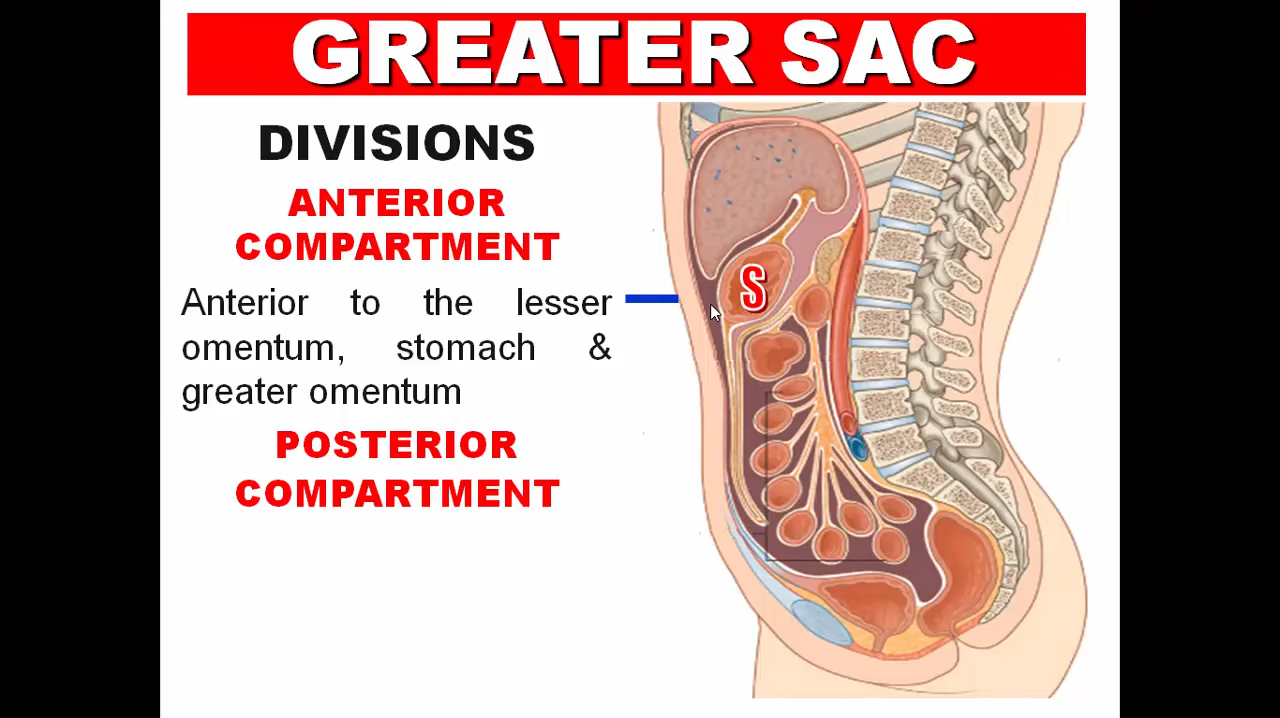 GREATER SAC
DIVISIONS
ANTERIOR
COMPARTMENT
Anterior to the lesser
omentum, stomach &
greater omentum
POSTERIOR
COMPARTMENT
S